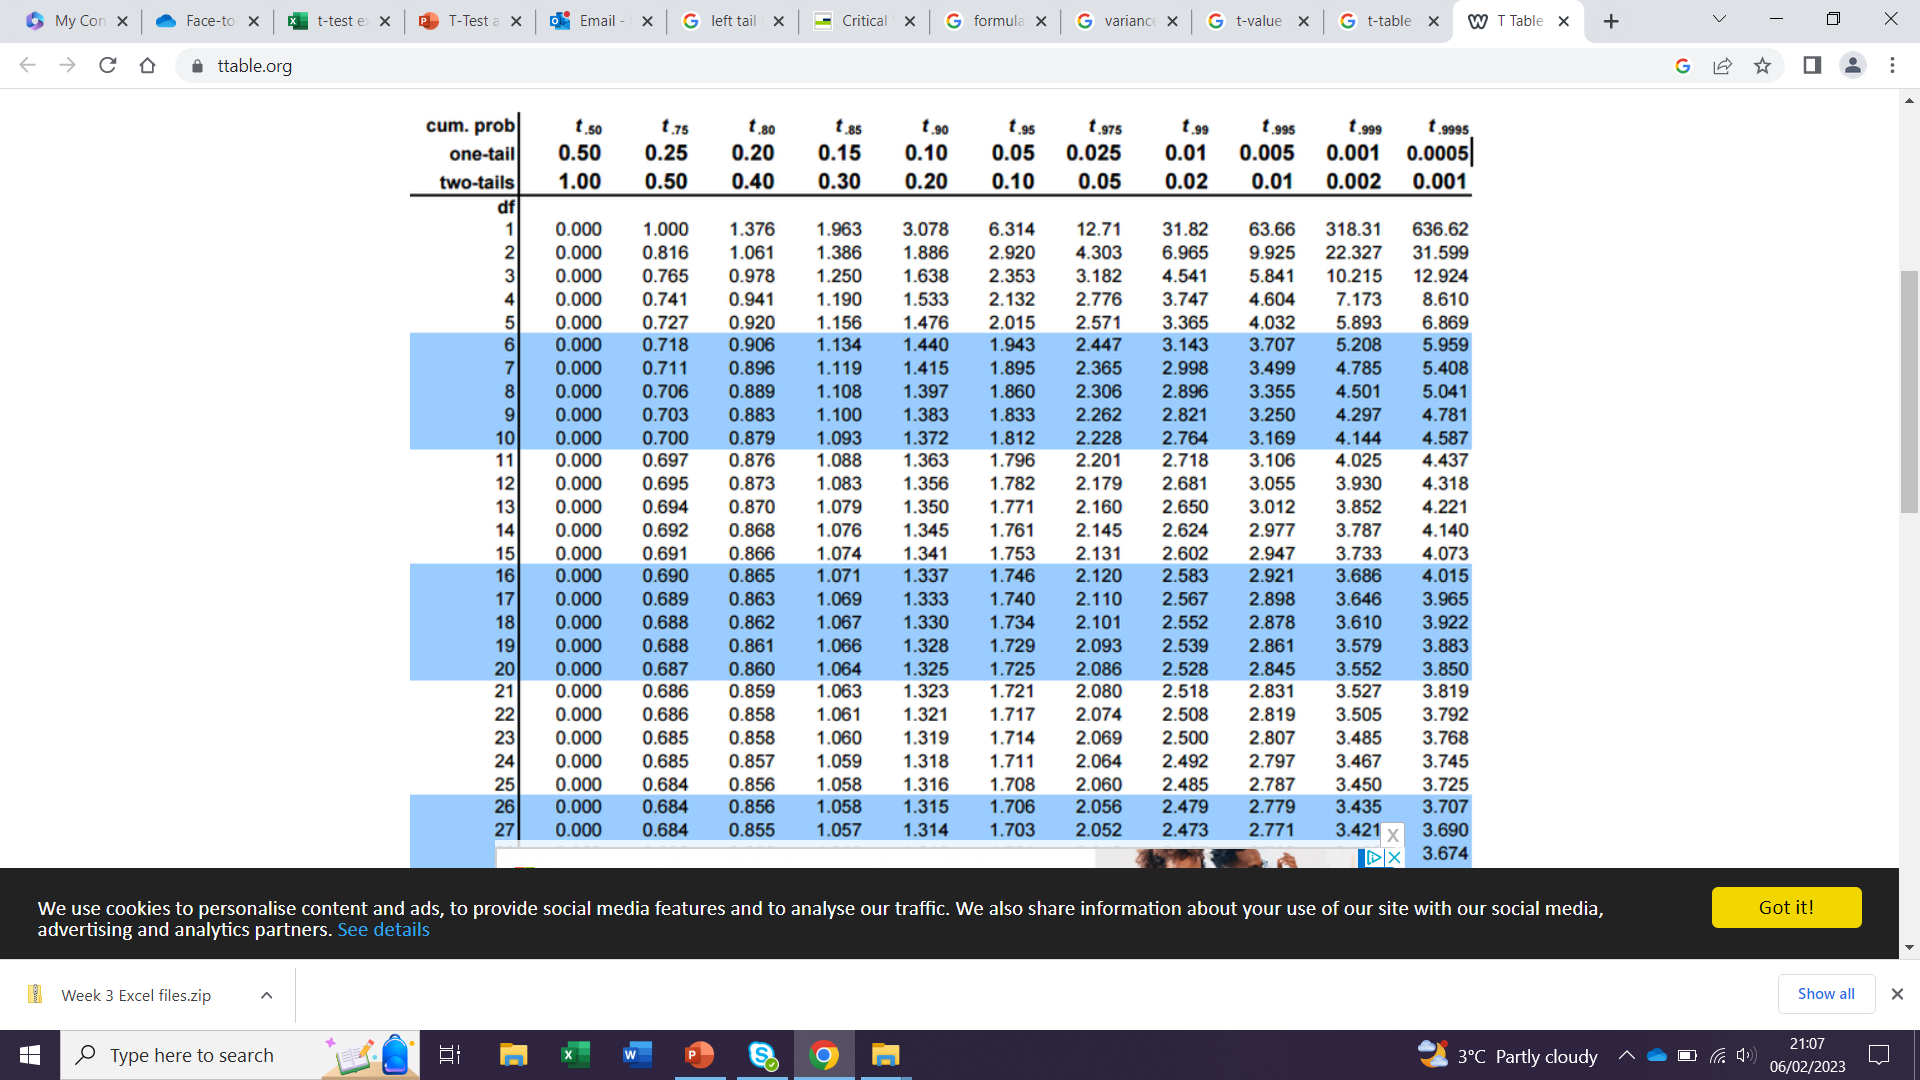 My Con
Face-to
t-test e
T-Test a
Email -
left tail
Critical
formula
variance
t-value
t-table
T Table
ttable.org
cum. prob t.50 t.75 t.80 t.85 t.90 t.95 t.975 t.99 t.995 t.999 t.9995
one-tail 0.50 0.25 0.20 0.15 0.10 0.05 0.025 0.01 0.005 0.001 0.0005
two-tails 1.00 0.50 0.40 0.30 0.20 0.10 0.05 0.02 0.01 0.002 0.001
df
1 0.000 1.000 1.376 1.963 3.078 6.314 12.71 31.82 63.66 318.31 636.62
2 0.000 0.816 1.061 1.386 1.886 2.920 4.303 6.965 9.925 22.327 31.599
3 0.000 0.765 0.978 1.250 1.638 2.353 3.182 4.541 5.841 10.215 12.924
4 0.000 0.741 0.941 1.190 1.533 2.132 2.776 3.747 4.604 7.173 8.610
5 0.000 0.727 0.920 1.156 1.476 2.015 2.571 3.365 4.032 5.893 6.869
6 0.000 0.718 0.906 1.134 1.440 1.943 2.447 3.143 3.707 5.208 5.959
7 0.000 0.711 0.896 1.119 1.415 1.895 2.365 2.998 3.499 4.785 5.408
8 0.000 0.706 0.889 1.108 1.397 1.860 2.306 2.896 3.355 4.501 5.041
9 0.000 0.703 0.883 1.100 1.383 1.833 2.262 2.821 3.250 4.297 4.781
10 0.000 0.700 0.879 1.093 1.372 1.812 2.228 2.764 3.169 4.144 4.587
11 0.000 0.697 0.876 1.088 1.363 1.796 2.201 2.718 3.106 4.025 4.437
12 0.000 0.695 0.873 1.083 1.356 1.782 2.179 2.681 3.055 3.930 4.318
13 0.000 0.694 0.870 1.079 1.350 1.771 2.160 2.650 3.012 3.852 4.221
14 0.000 0.692 0.868 1.076 1.345 1.761 2.145 2.624 2.977 3.787 4.140
15 0.000 0.691 0.866 1.074 1.341 1.753 2.131 2.602 2.947 3.733 4.073
16 0.000 0.690 0.865 1.071 1.337 1.746 2.120 2.583 2.921 3.686 4.015
17 0.000 0.689 0.863 1.069 1.333 1.740 2.110 2.567 2.898 3.646 3.965
18 0.000 0.688 0.862 1.067 1.330 1.734 2.101 2.552 2.878 3.610 3.922
19 0.000 0.688 0.861 1.066 1.328 1.729 2.093 2.539 2.861 3.579 3.883
20 0.000 0.687 0.860 1.064 1.325 1.725 2.086 2.528 2.845 3.552 3.850
21 0.000 0.686 0.859 1.063 1.323 1.721 2.080 2.518 2.831 3.527 3.819
22 0.000 0.686 0.858 1.061 1.321 1.717 2.074 2.508 2.819 3.505 3.792
23 0.000 0.685 0.858 1.060 1.319 1.714 2.069 2.500 2.807 3.485 3.768
24 0.000 0.685 0.857 1.059 1.318 1.711 2.064 2.492 2.797 3.467 3.745
25 0.000 0.684 0.856 1.058 1.316 1.708 2.060 2.485 2.787 3.450 3.725
26 0.000 0.684 0.856 1.058 1.315 1.706 2.056 2.479 2.779 3.435 3.707
27 0.000 0.684 0.855 1.057 1.314 1.703 2.052 2.473 2.771 3.421 3.690
3.674
We use cookies to personalise content and ads, to provide social media features and to analyse our traffic. We also share information about your use of our site with our social media,
advertising and analytics partners. See details
Got it!
Week 3 Excel files.zip
Show all
Type here to search
3°C Partly cloudy
21:07
06/02/2023